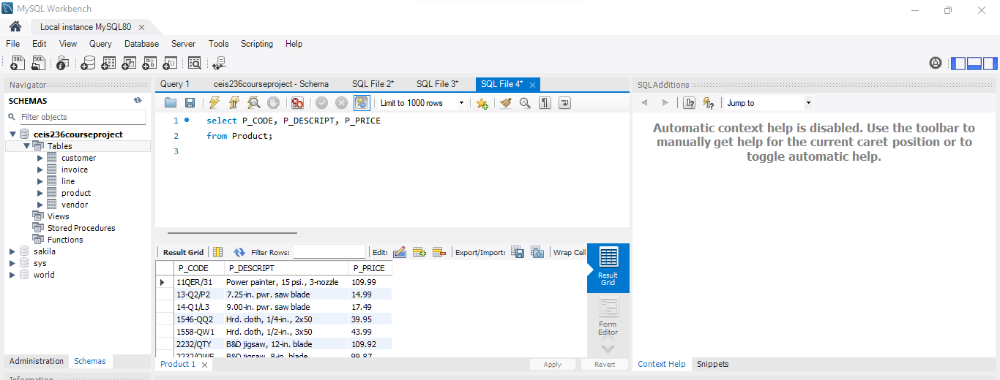 MySQL Workbench
Local instance MySQL80
File Edit View Query Database Server Tools Scripting Help
Navigator
SCHEMAS
Filter objects
ceis236courseproject
Tables
customer
invoice
line
product
vendor
Views
Stored Procedures
Functions
sakila
sys
world
Administration Schemas
Information
Query 1 ceis236courseproject - Schema SQL File 2* SQL File 3* SQL File 4*
Limit to 1000 rows
1 select P_CODE, P_DESCRIPT, P_PRICE
2 from Product;
3
Result Grid Filter Rows: Edit: Export/Import: Wrap Cell
P_CODE P_DESCRIPT P_PRICE
11QER/31 Power painter, 15 psi., 3-nozzle 109.99
13-Q2/P2 7.25-in. pwr. saw blade 14.99
14-Q1/L3 9.00-in. pwr. saw blade 17.49
1546-QQ2 Hrd. cloth, 1/4-in., 2x50 39.95
1558-QW1 Hrd. cloth, 1/2-in., 3x50 43.99
2232/QTY B&D jigsaw, 12-in. blade 109.92
2232/QWE B&D jigsaw, 8-in. blade 99.87
Result
Grid
Form
Editor
Product 1 Apply Revert
SQLAdditions
Jump to
Automatic context help is disabled. Use the toolbar to
manually get help for the current caret position or to
toggle automatic help.
Context Help Snippets